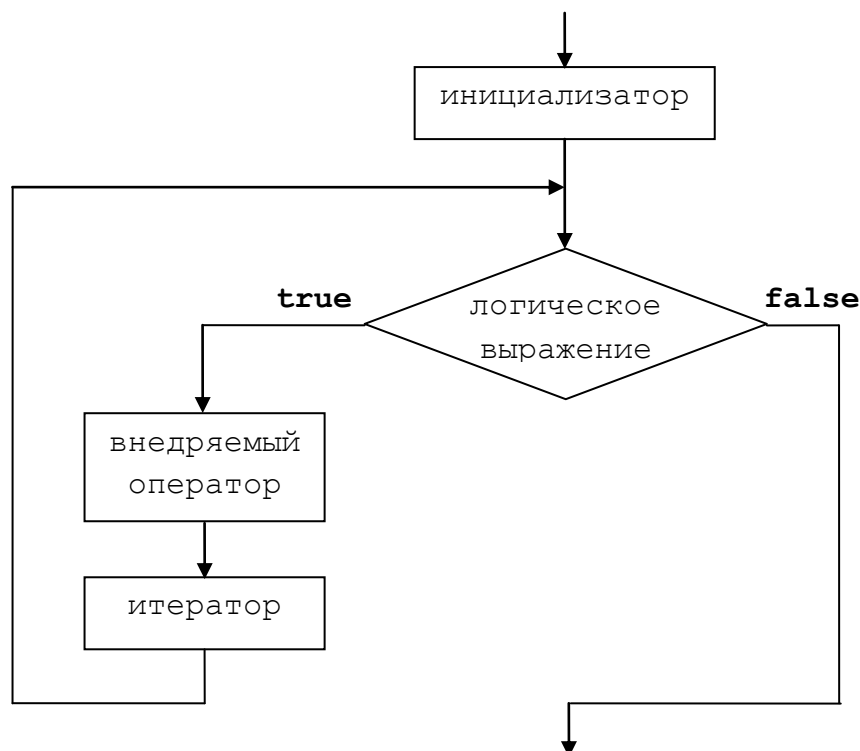 инициализатор
true
false
логическое
выражение
внедряемый
оператор
итератор